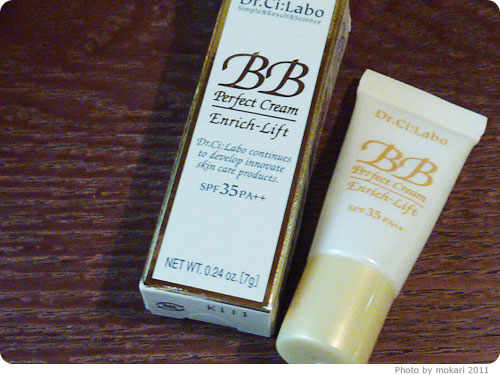 Dr.Ci:Labo
Simple&Result&Science
BB
Perfect Cream
Enrich-Lift
Dr.Ci:Labo continues
to develop innovate
skin care products.
SPF35PA++
NET WT. 0.24 oz. [7g]
K111
Dr.Ci:Labo
BB
Perfect Cream
Enrich-Lift
SPF35PA++
Photo by mokari 2011